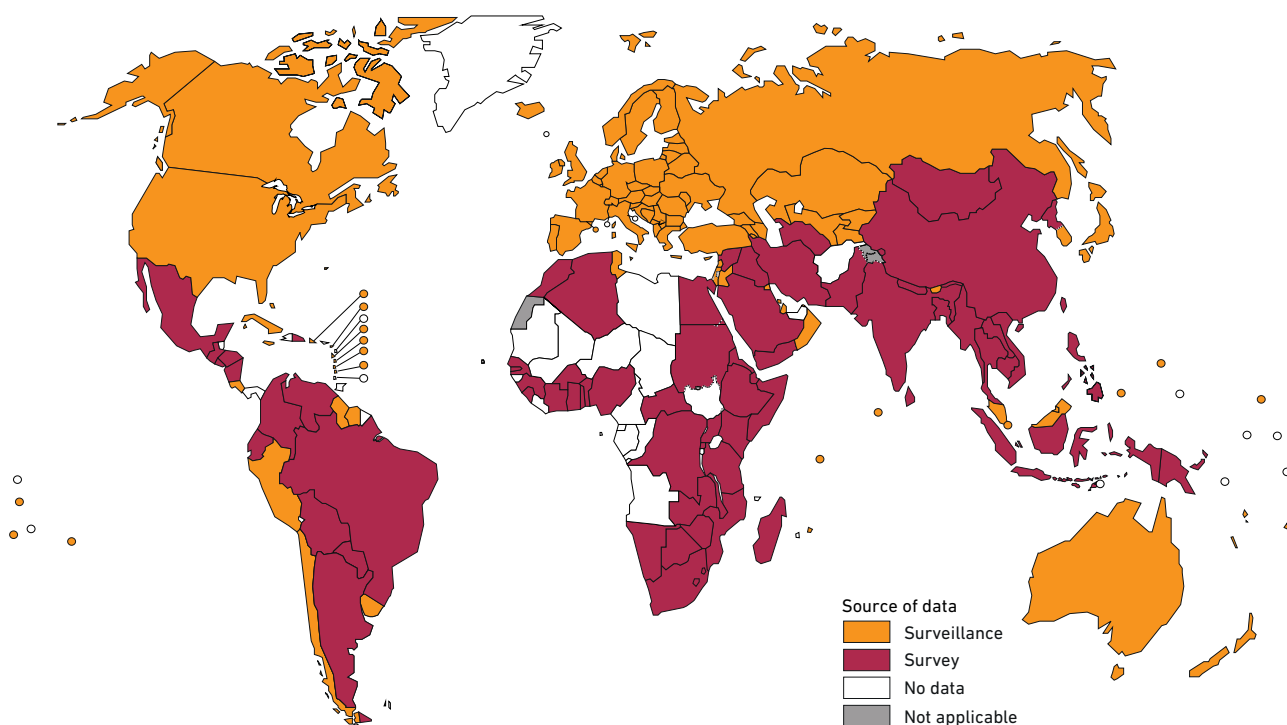 Source of data
Surveillance
Survey
No data
Not applicable